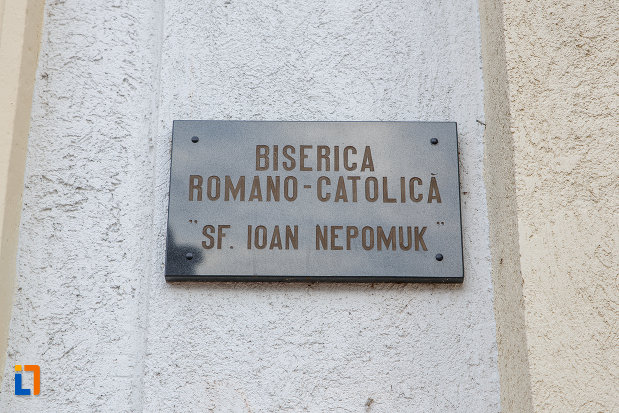 BISERICA
ROMANO-CATOLICĂ
"SF. IOAN NEPOMUK"